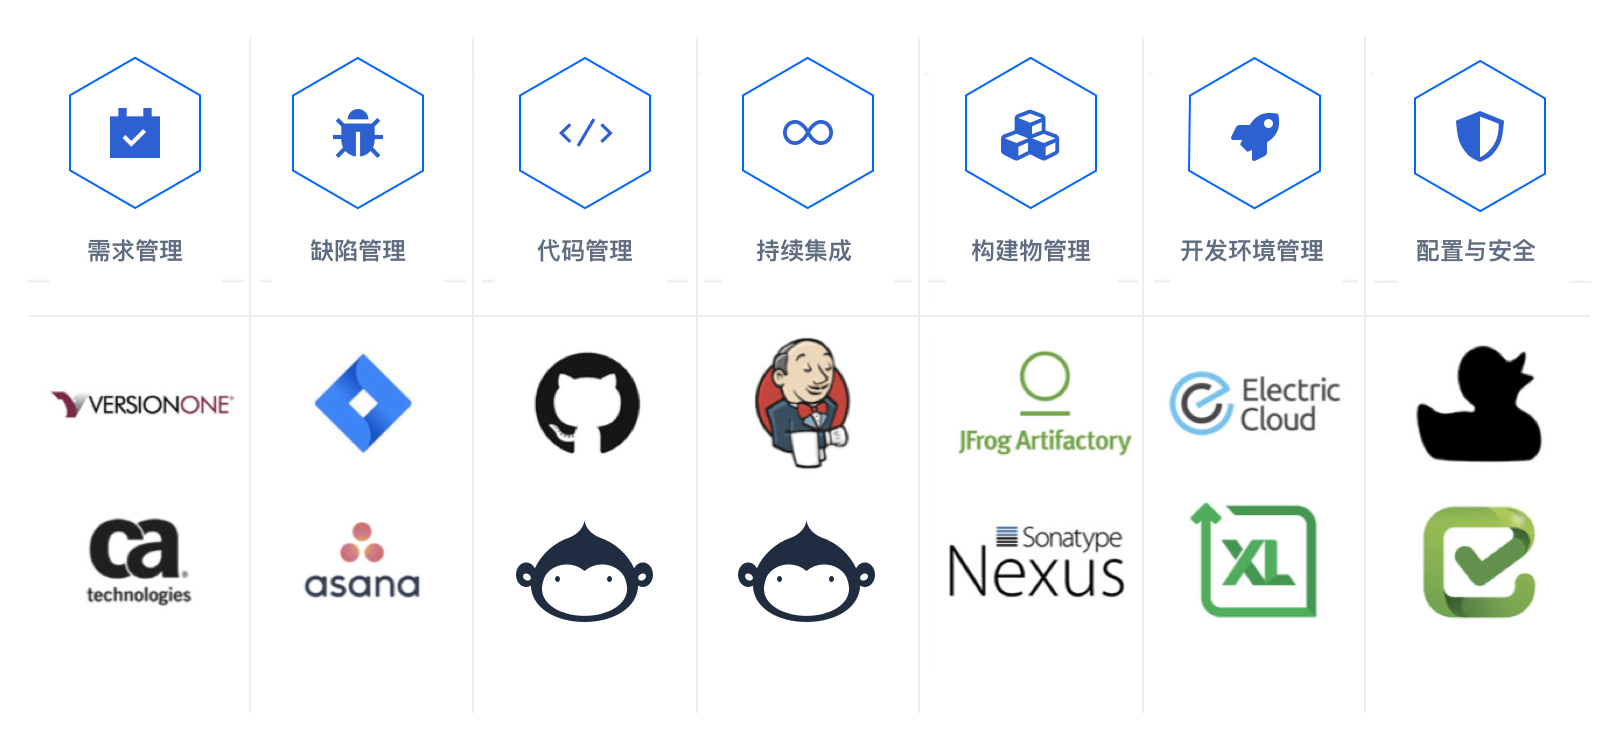 需求管理
缺陷管理
代码管理
持续集成
构建物管理
开发环境管理
配置与安全
VERSIONONE®
JFrog Artifactory
Electric
Cloud
ca
technologies
asana
Sonatype
Nexus
XL